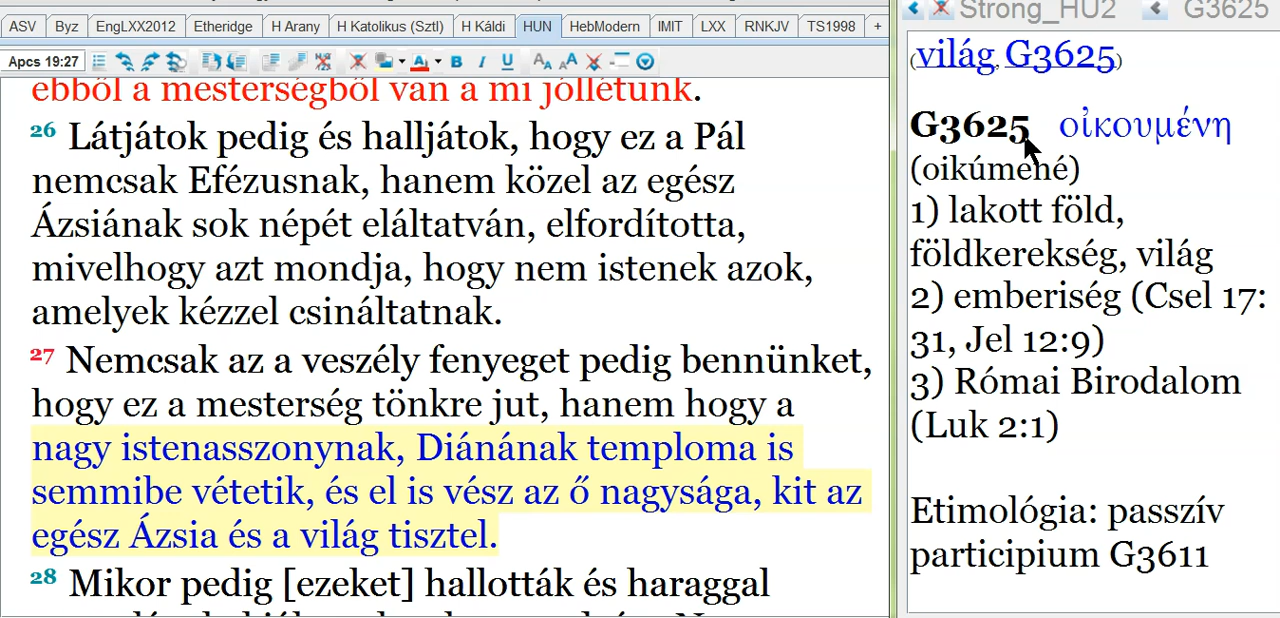 ASV Byz EngLXX2012 Etheridge H Arany H Katolikus (Sztl) H Káldi HUN HebModern IMIT LXX RNKJV TS1998 +
Apcs 19:27
ebből a mesterségből van a mi jóllétünk.
26 Látjátok pedig és halljátok, hogy ez a Pál
nemcsak Efézusnak, hanem közel az egész
Ázsiának sok népét eláltatván, elfordította,
mivelhogy azt mondja, hogy nem istenek azok,
amelyek kézzel csináltatnak.
27 Nemcsak az a veszély fenyeget pedig bennünket,
hogy ez a mesterség tönkre jut, hanem hogy a
nagy istenasszonynak, Diánának temploma is
semmibe vétetik, és el is vész az ő nagysága, kit az
egész Ázsia és a világ tisztel.
28 Mikor pedig [ezeket] hallották és haraggal
Strong_HU2 G3625
(világ, G3625)
G3625 οἰκουμένη
(oikúmené)
1) lakott föld,
földkerekség, világ
2) emberiség (Csel 17:
31, Jel 12:9)
3) Római Birodalom
(Luk 2:1)
Etimológia: passzív
participium G3611